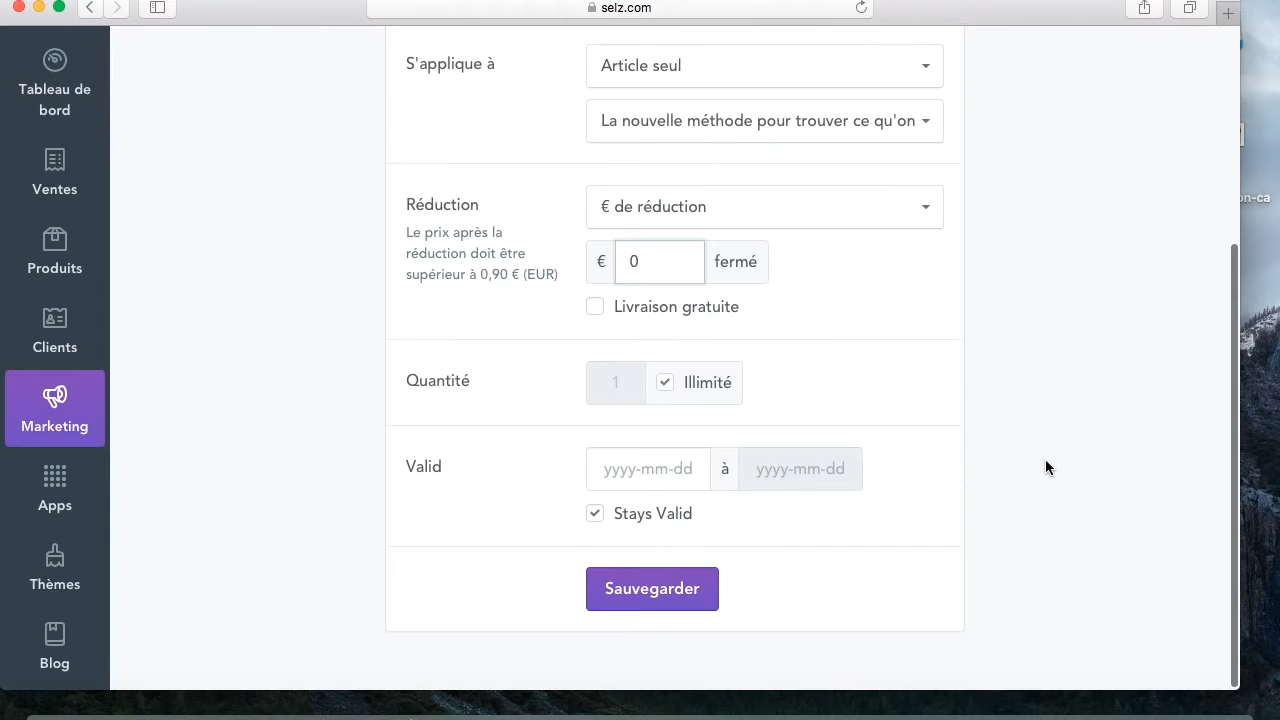 selz.com
Tableau de
bord
Ventes
Produits
Clients
Marketing
Apps
Thèmes
Blog
S'applique à
Article seul
La nouvelle méthode pour trouver ce qu'on
Réduction
€ de réduction
Le prix après la
réduction doit être
supérieur à 0,90 € (EUR)
€ 0 fermé
Livraison gratuite
Quantité
1 Illimité
Valid
yyyy-mm-dd à yyyy-mm-dd
Stays Valid
Sauvegarder
on-ca